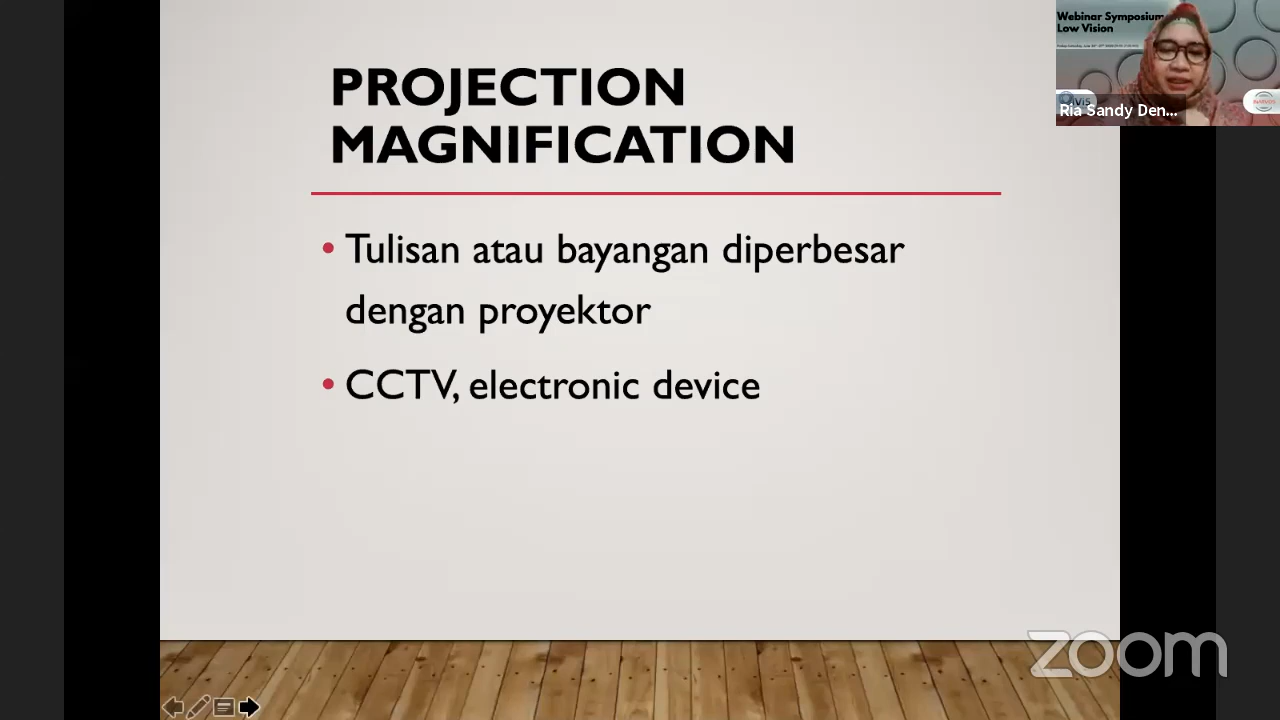 PROJECTION
MAGNIFICATION
• Tulisan atau bayangan diperbesar
dengan proyektor
• CCTV, electronic device
Webinar Symposium
Low Vision
Ria Sandy Den...
zoom